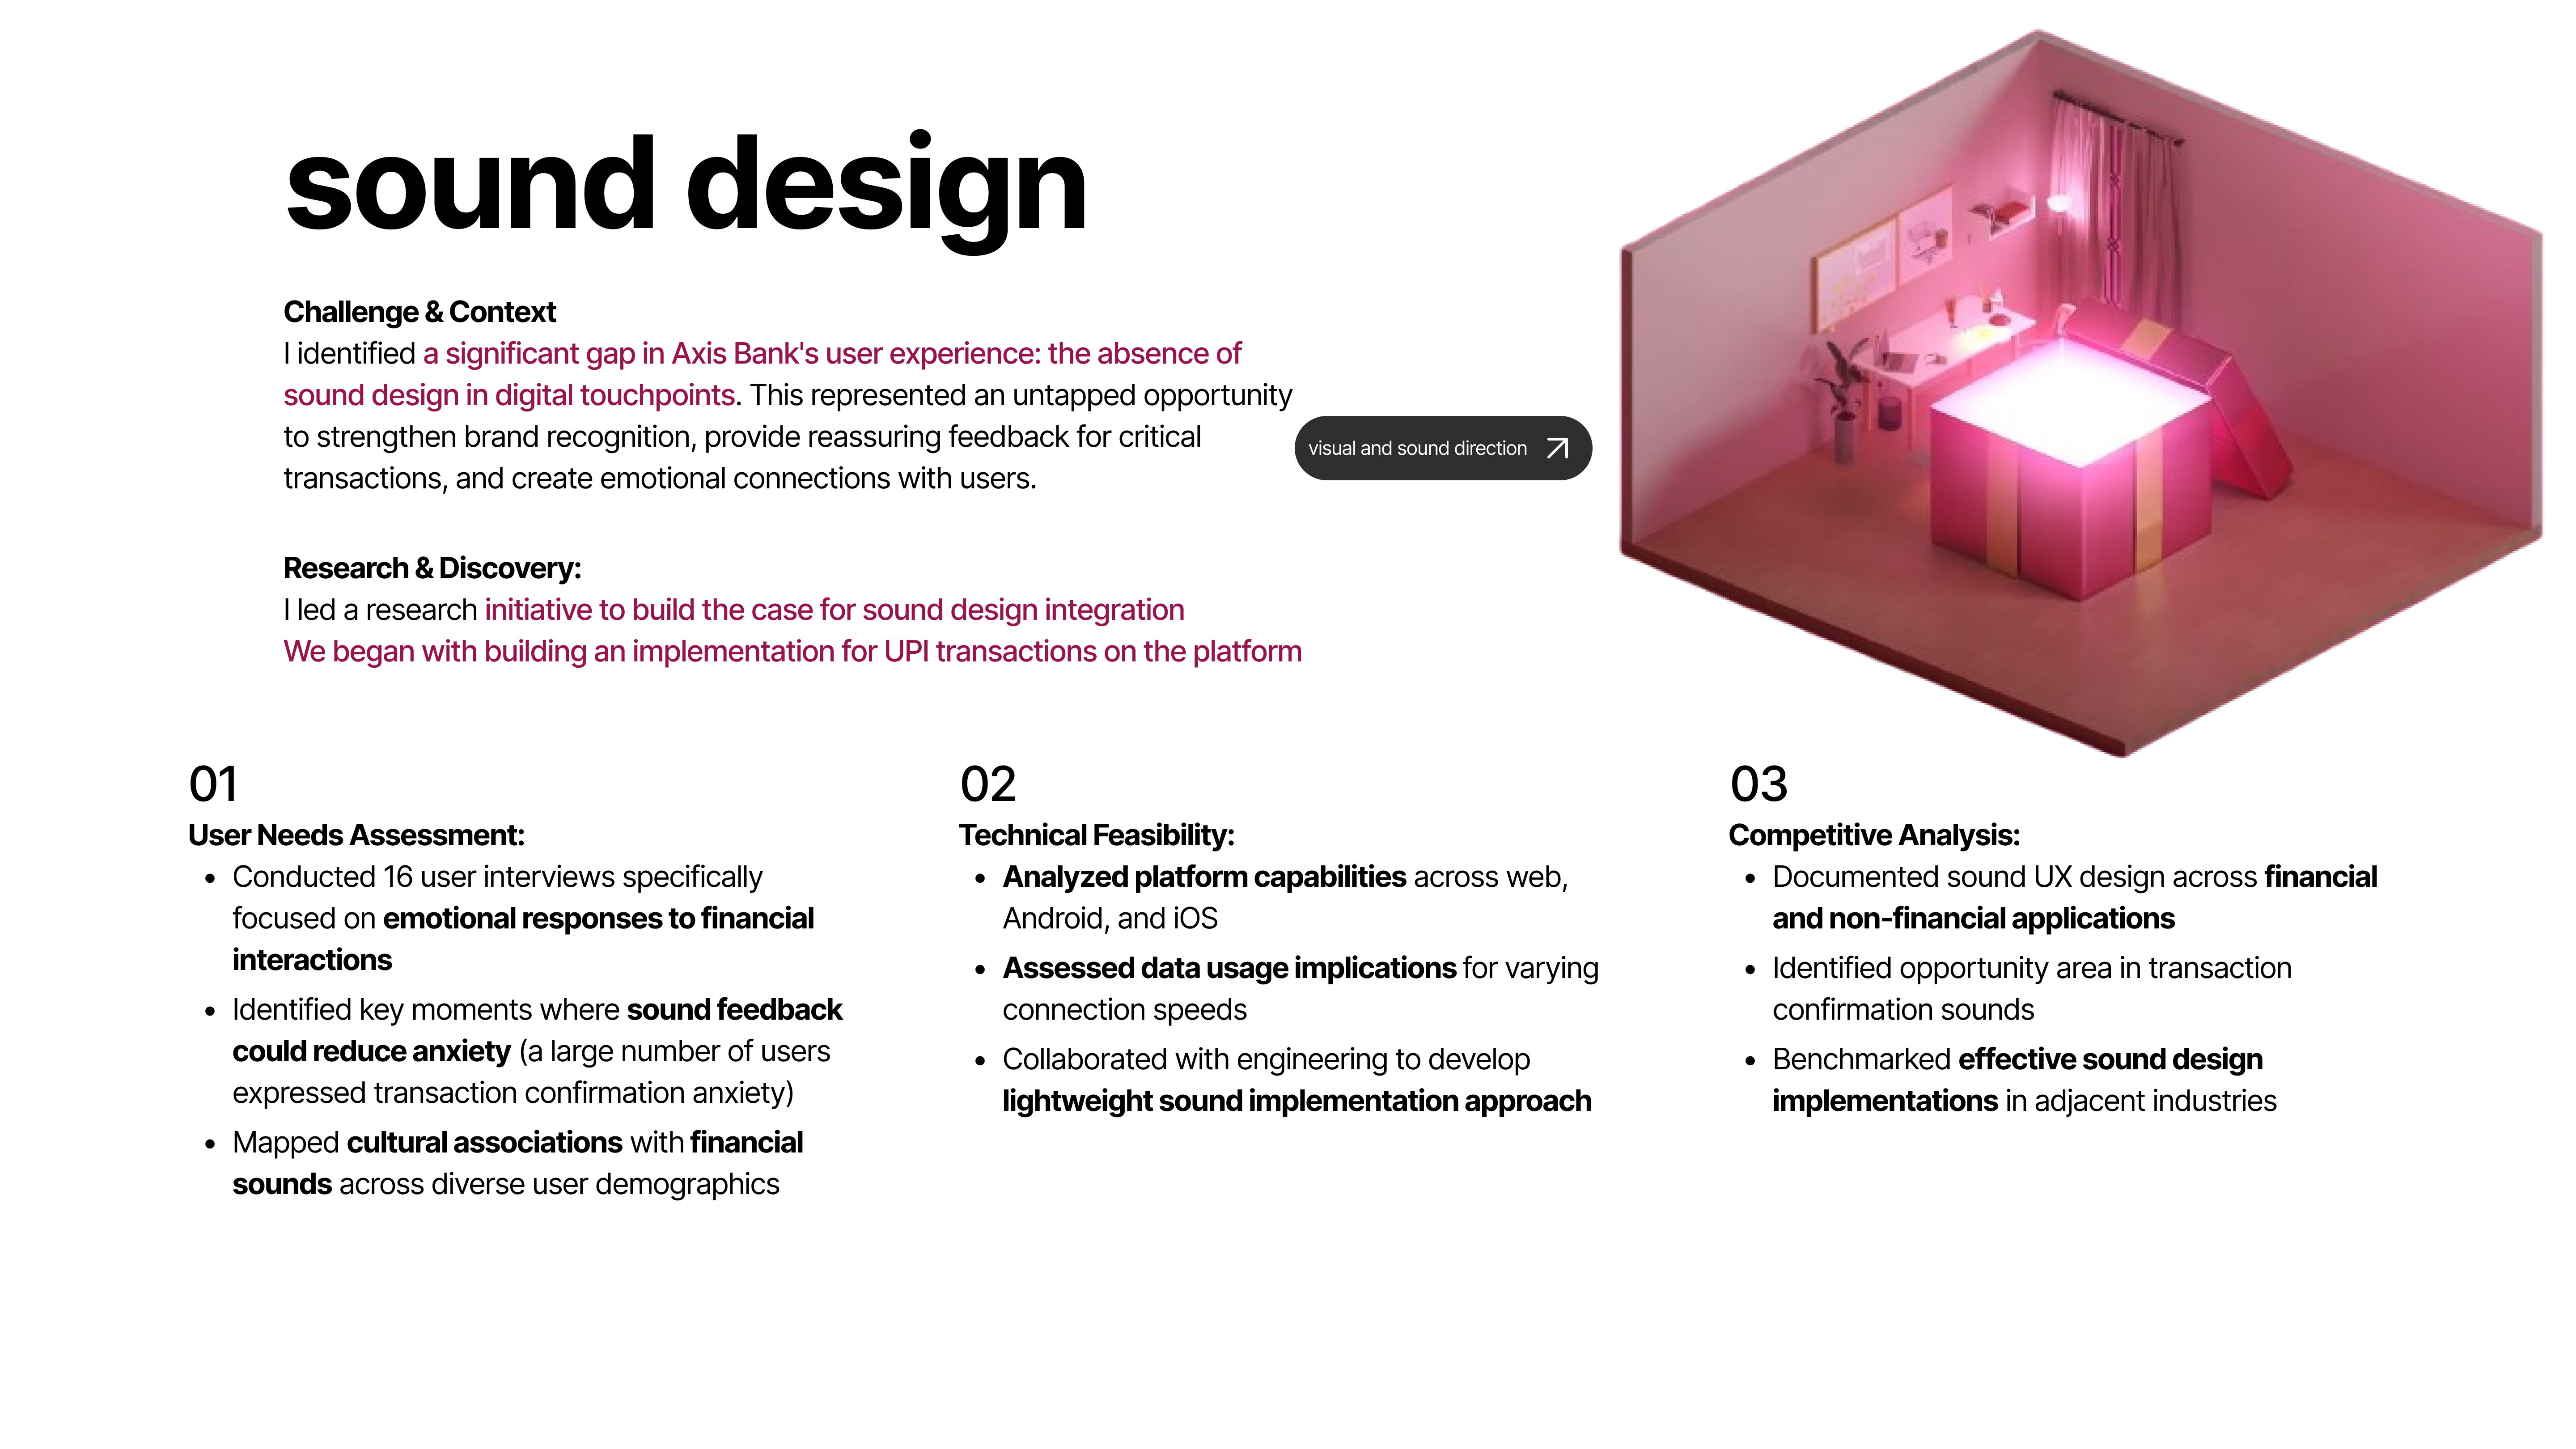 sound design
Challenge & Context
I identified a significant gap in Axis Bank's user experience: the absence of
sound design in digital touchpoints. This represented an untapped opportunity
to strengthen brand recognition, provide reassuring feedback for critical
transactions, and create emotional connections with users.
visual and sound direction
Research & Discovery:
I led a research initiative to build the case for sound design integration
We began with building an implementation for UPI transactions on the platform
01
User Needs Assessment:
• Conducted 16 user interviews specifically
focused on emotional responses to financial
interactions
• Identified key moments where sound feedback
could reduce anxiety (a large number of users
expressed transaction confirmation anxiety)
• Mapped cultural associations with financial
sounds across diverse user demographics
02
Technical Feasibility:
• Analyzed platform capabilities across web,
Android, and iOS
• Assessed data usage implications for varying
connection speeds
• Collaborated with engineering to develop
lightweight sound implementation approach
03
Competitive Analysis:
• Documented sound UX design across financial
and non-financial applications
• Identified opportunity area in transaction
confirmation sounds
• Benchmarked effective sound design
implementations in adjacent industries